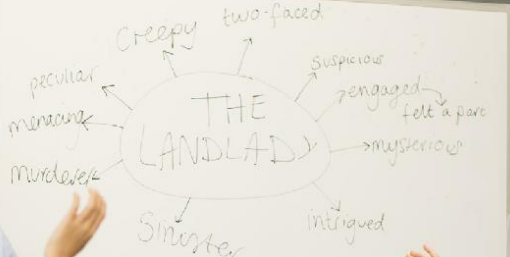 two-faced
Creepy
suspicious
peculiar
engaged
felt a part
menacing
THE
LANDLADY
mysterious
murderer
Sinister
intrigued